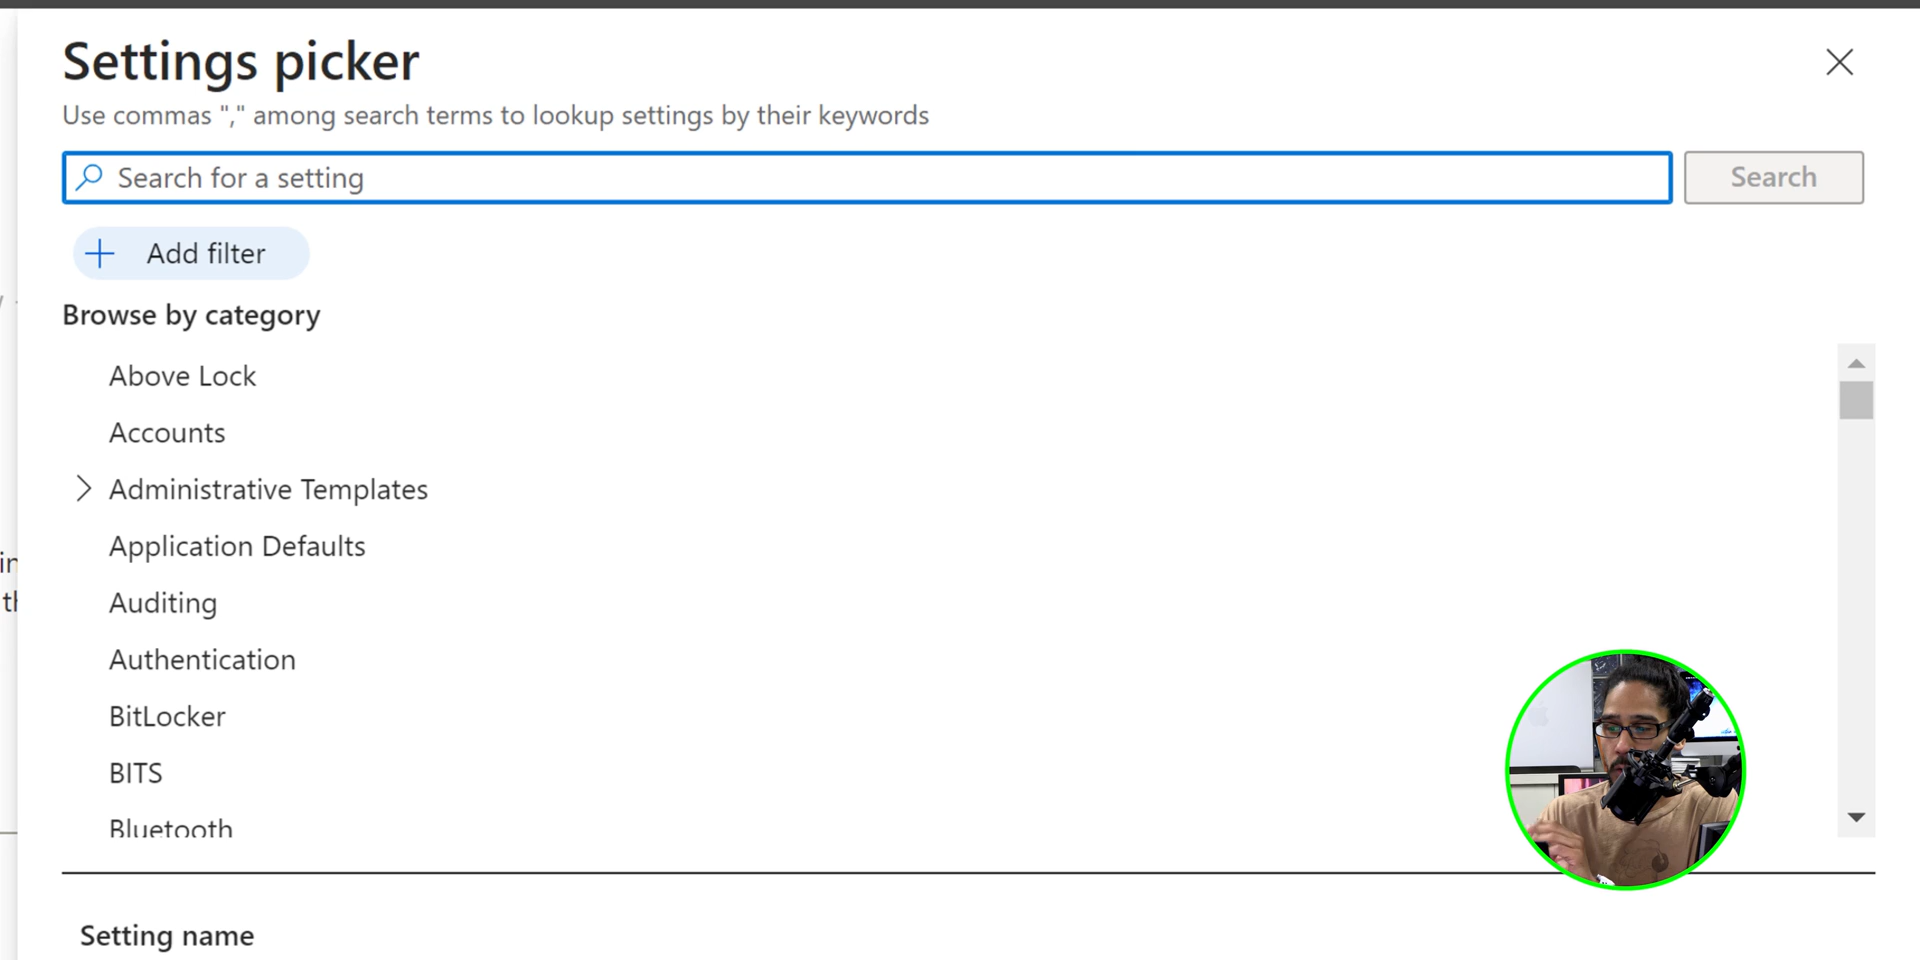 Settings picker
Use commas "," among search terms to lookup settings by their keywords
Search for a setting
Search
Add filter
Browse by category
Above Lock
Accounts
Administrative Templates
Application Defaults
Auditing
Authentication
BitLocker
BITS
Bluetooth
Setting name